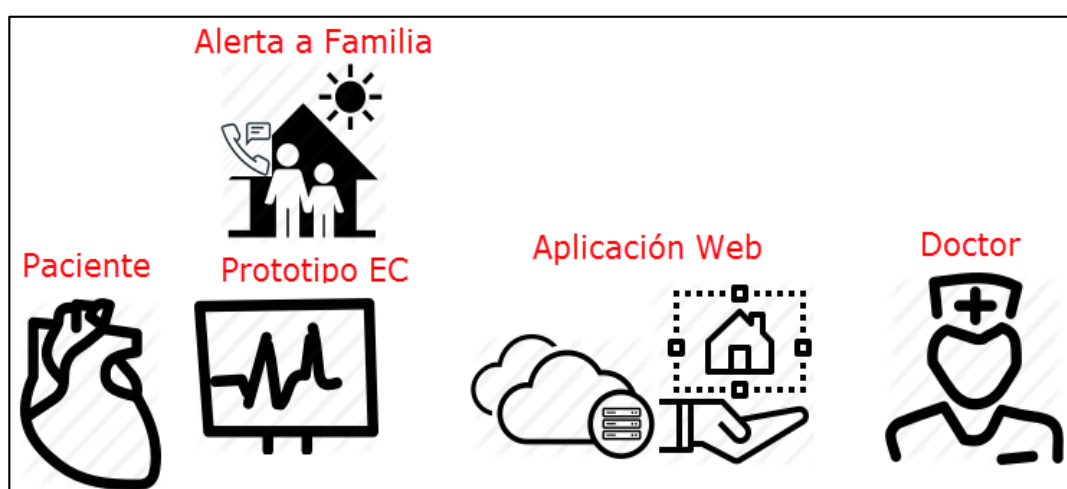 Alerta a Familia
Paciente
Prototipo EC
Aplicación Web
Doctor